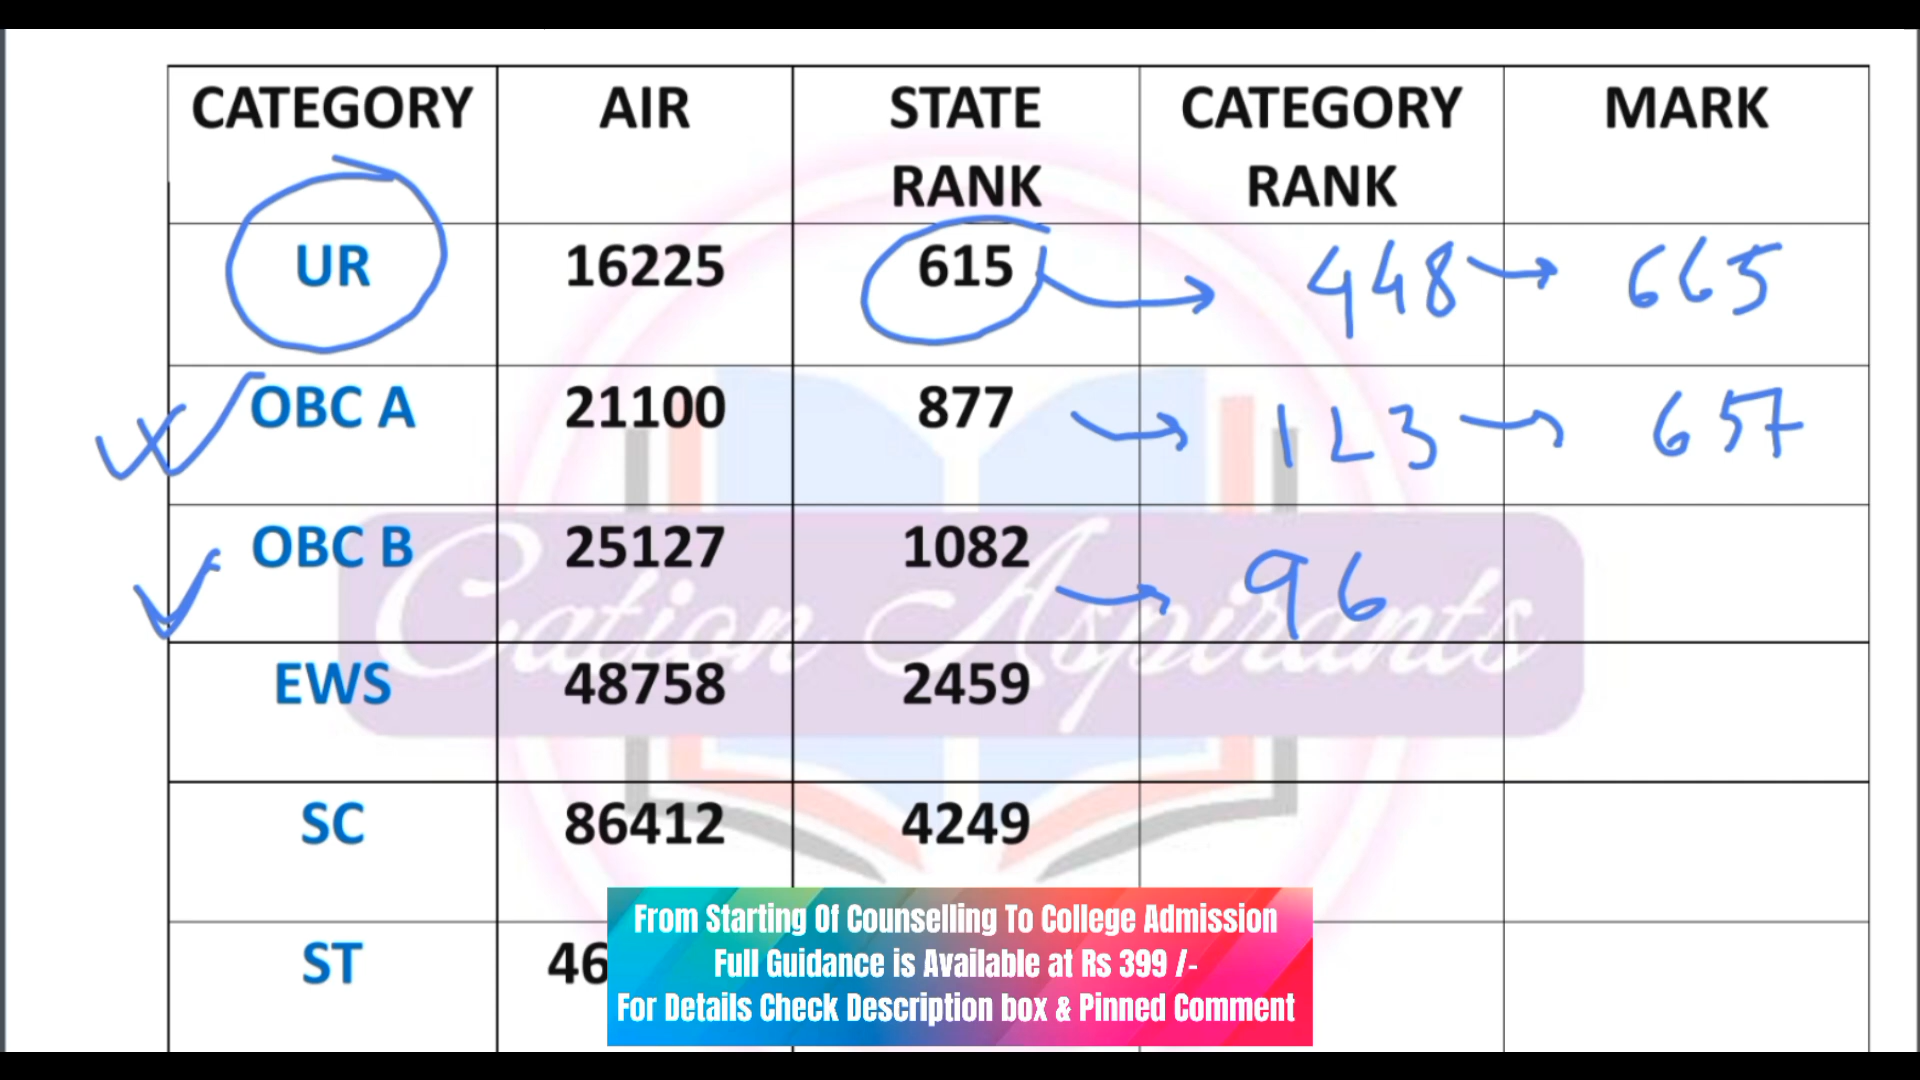 CATEGORY AIR STATE RANK CATEGORY RANK MARK
UR 16225 615 448 665
OBC A 21100 877 123 657
OBC B 25127 1082 96
EWS 48758 2459
SC 86412 4249
ST 46
Cation Aspirants
From Starting Of Counselling To College Admission
Full Guidance is Available at Rs 399 /-
For Details Check Description box & Pinned Comment